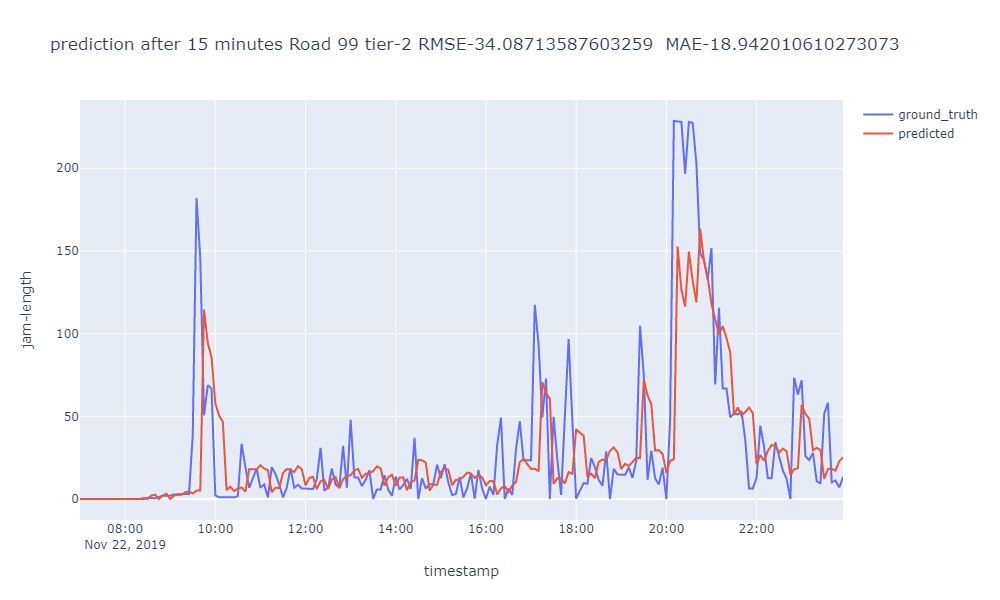 prediction after 15 minutes Road 99 tier-2 RMSE-34.08713587603259  MAE-18.942010610273073
ground_truth
predicted
200
150
100
50
0
jam-length
08:00 10:00 12:00 14:00 16:00 18:00 20:00 22:00
Nov 22, 2019
timestamp